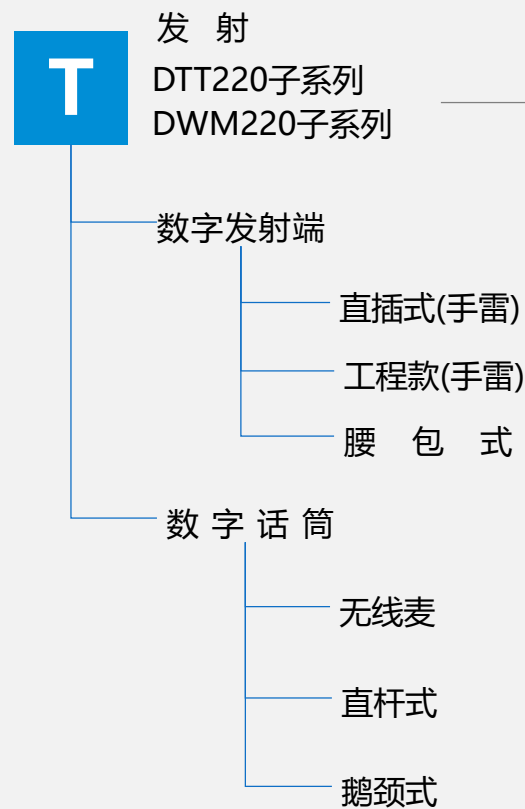 T
发 射
DTT220子系列
DWM220子系列
数字发射端
直插式(手雷)
工程款(手雷)
腰 包 式
数 字 话 筒
无线麦
直杆式
鹅颈式